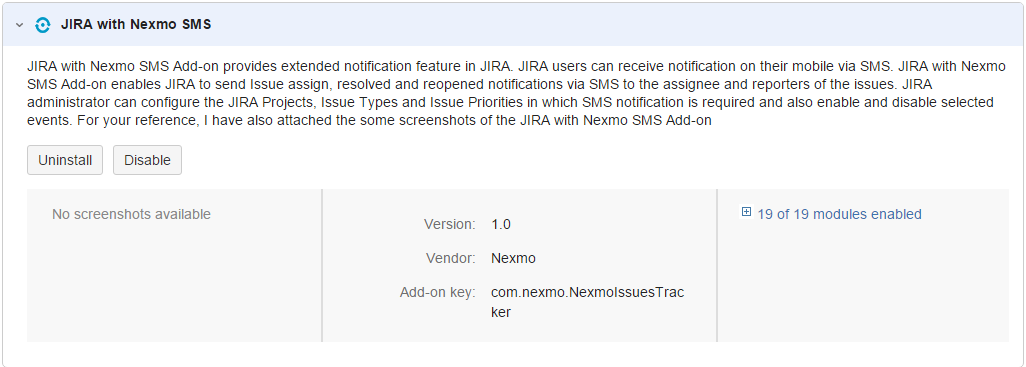 JIRA with Nexmo SMS
JIRA with Nexmo SMS Add-on provides extended notification feature in JIRA. JIRA users can receive notification on their mobile via SMS. JIRA with Nexmo
SMS Add-on enables JIRA to send Issue assign, resolved and reopened notifications via SMS to the assignee and reporters of the issues. JIRA
administrator can configure the JIRA Projects, Issue Types and Issue Priorities in which SMS notification is required and also enable and disable selected
events. For your reference, I have also attached the some screenshots of the JIRA with Nexmo SMS Add-on
Uninstall Disable
No screenshots available
Version: 1.0
Vendor: Nexmo
Add-on key: com.nexmo.NexmoIssuesTrac
ker
19 of 19 modules enabled